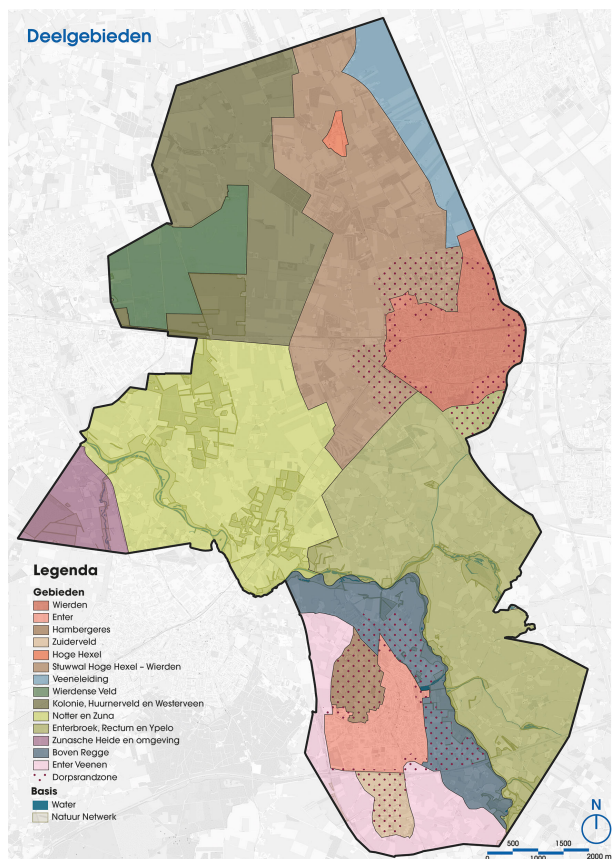 Deelgebieden
Legenda
Gebieden
Wierden
Enter
Hambergeres
Zuiderveld
Hoge Hexel
Stuwwal Hoge Hexel – Wierden
Veeneleiding
Wierdense Veld
Kolonie, Huurnerveld en Westerveen
Notter en Zuna
Enterbroek, Rectum en Ypelo
Zunasche Heide en omgeving
Boven Regge
Enter Veenen
Dorpsrandzone
Basis
Water
Natuur Netwerk
N
500 1500
0 1000 2000 m